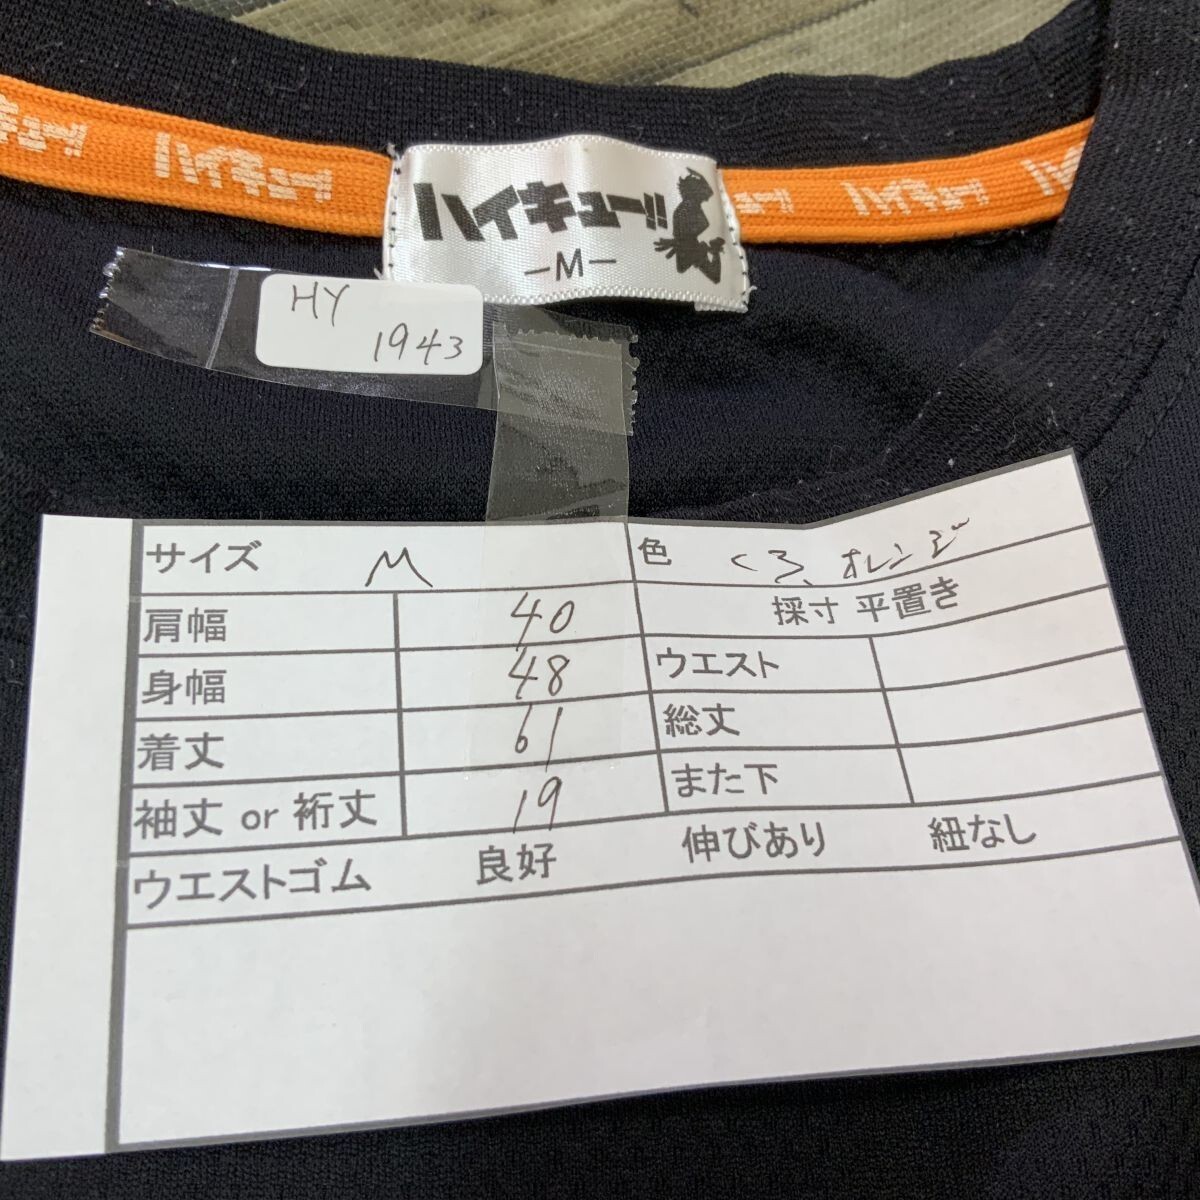 ハイキュー!! ハイキュー!! ハイキュー!!
ハイキュー!!
-M-
HY
1943
サイズ M 色 くろ、オレンジ
肩幅 40 採寸 平置き
身幅 48 ウエスト
着丈 61 総丈
袖丈 or 裄丈 19 また下
ウエストゴム 良好 伸びあり 紐なし